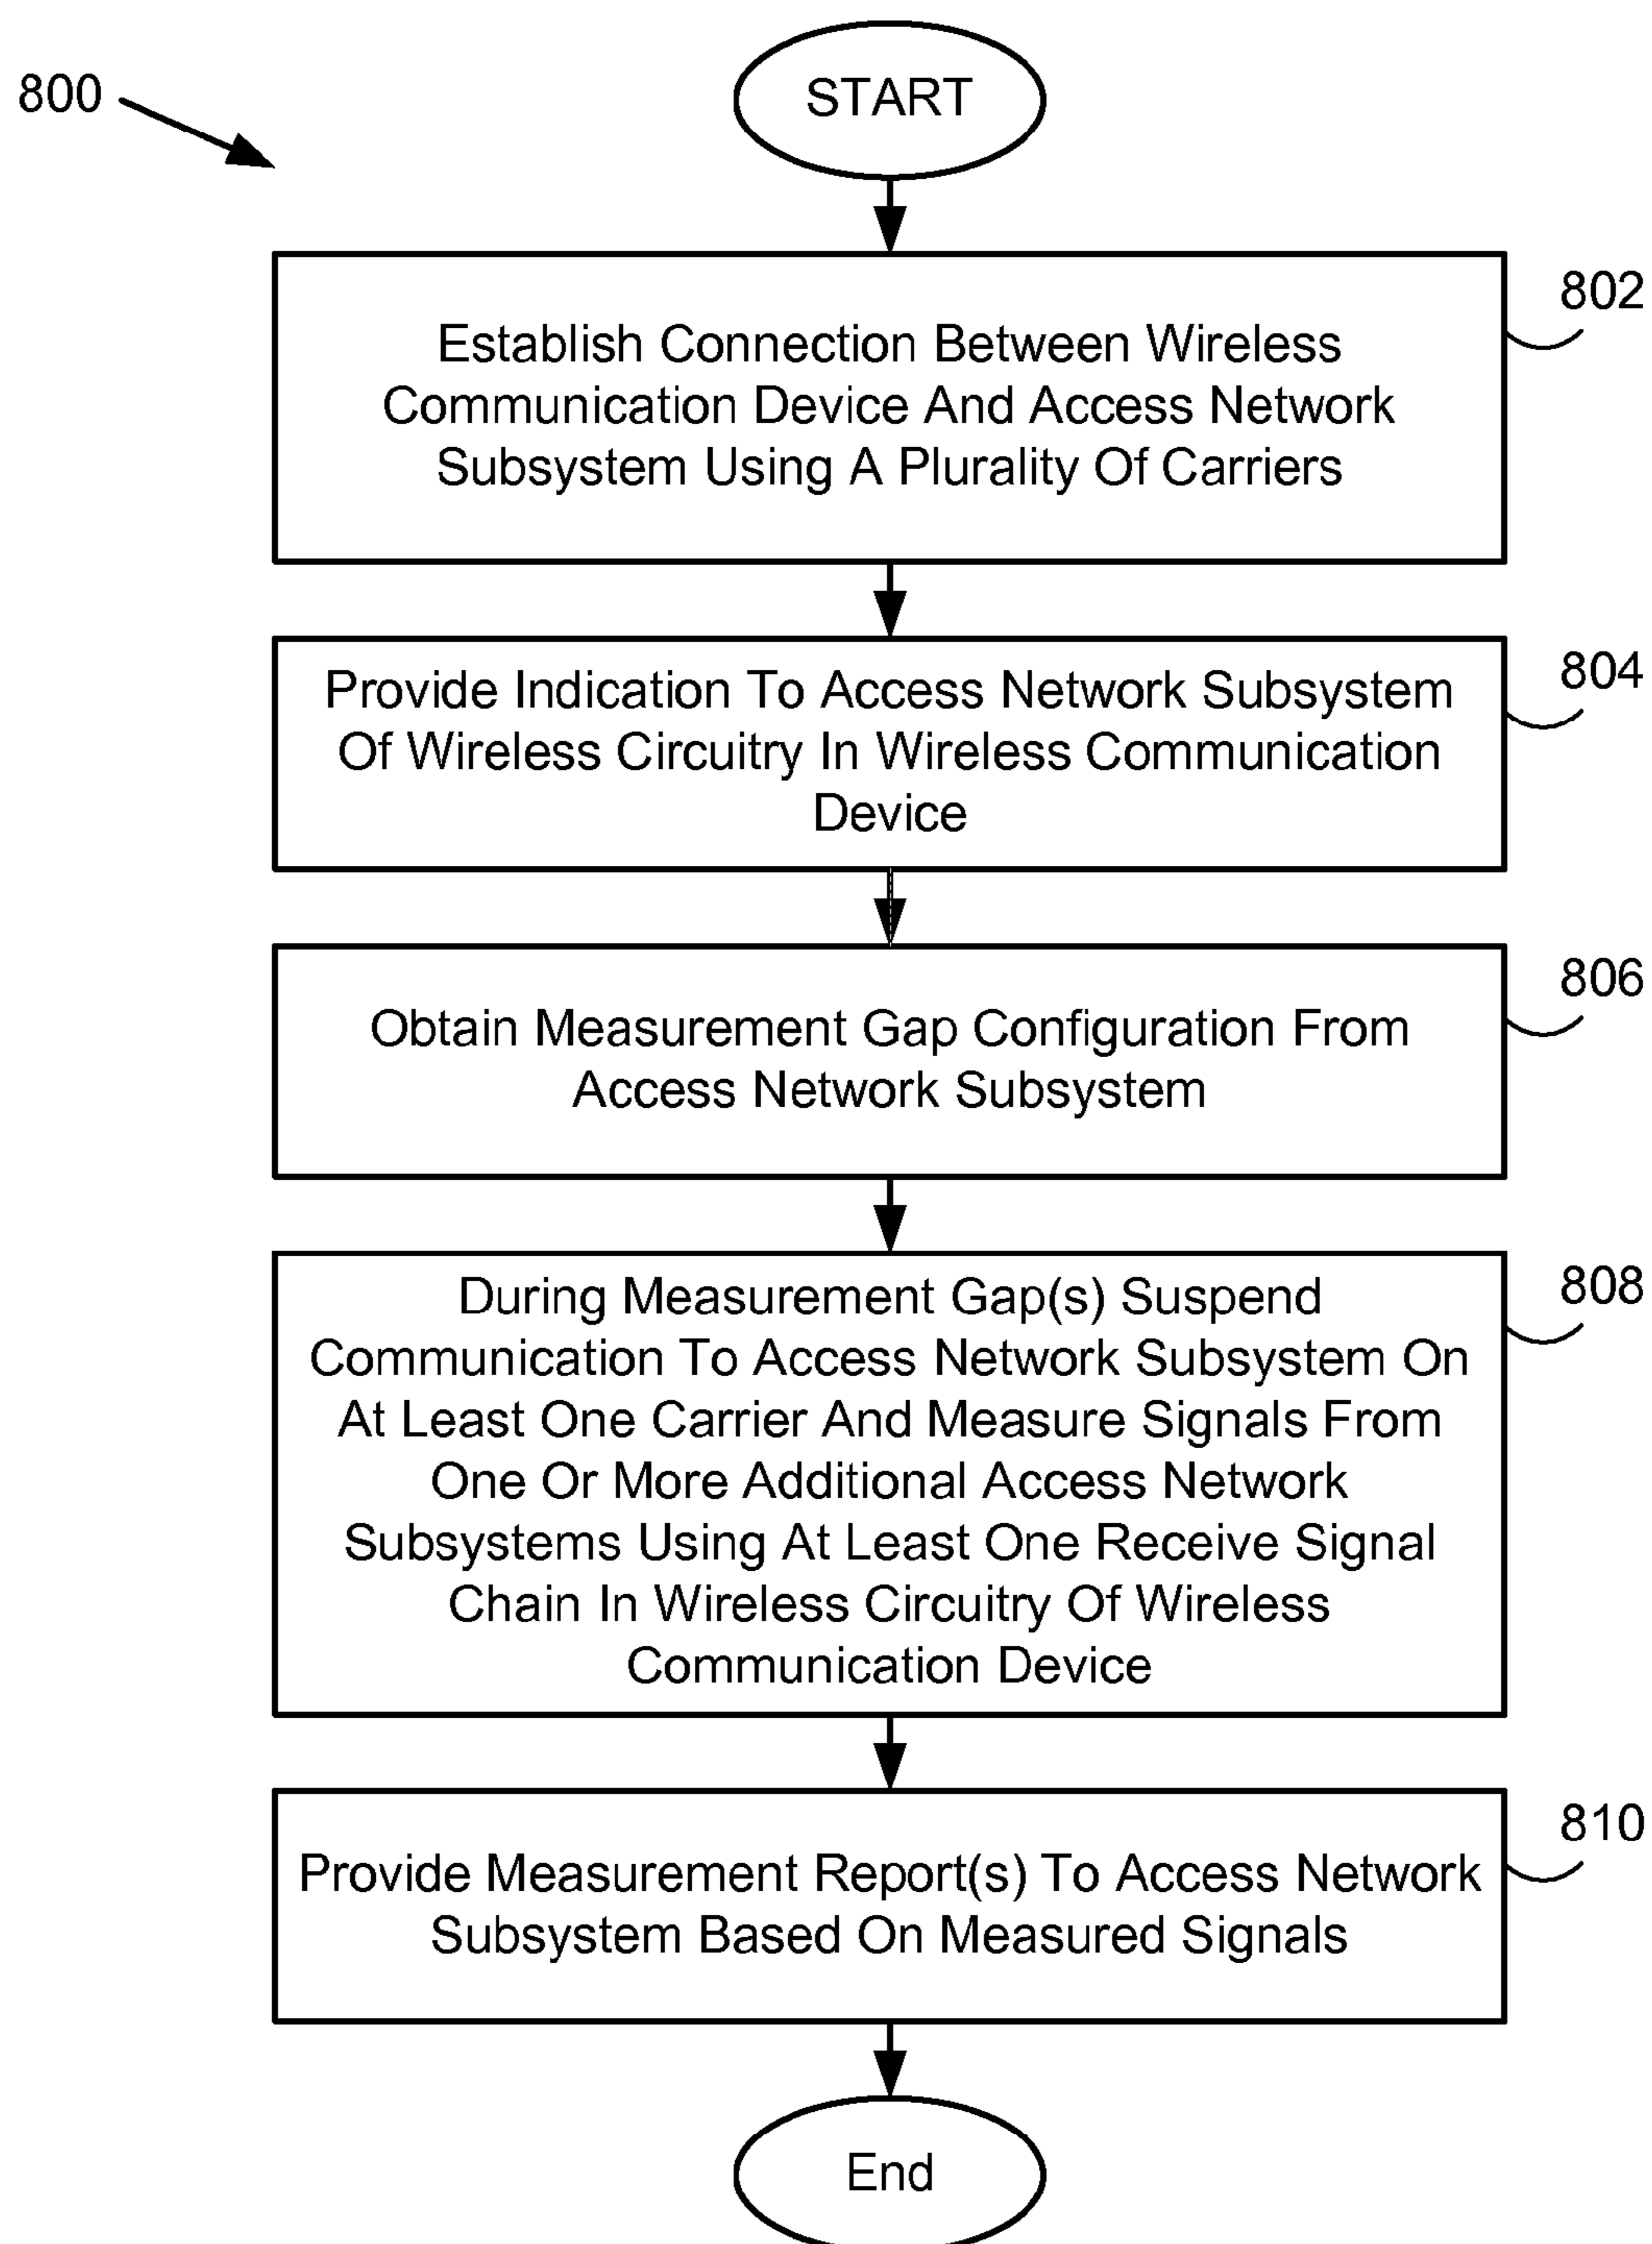 800
START
802
Establish Connection Between Wireless
Communication Device And Access Network
Subsystem Using A Plurality Of Carriers
804
Provide Indication To Access Network Subsystem
Of Wireless Circuitry In Wireless Communication
Device
806
Obtain Measurement Gap Configuration From
Access Network Subsystem
808
During Measurement Gap(s) Suspend
Communication To Access Network Subsystem On
At Least One Carrier And Measure Signals From
One Or More Additional Access Network
Subsystems Using At Least One Receive Signal
Chain In Wireless Circuitry Of Wireless
Communication Device
810
Provide Measurement Report(s) To Access Network
Subsystem Based On Measured Signals
End